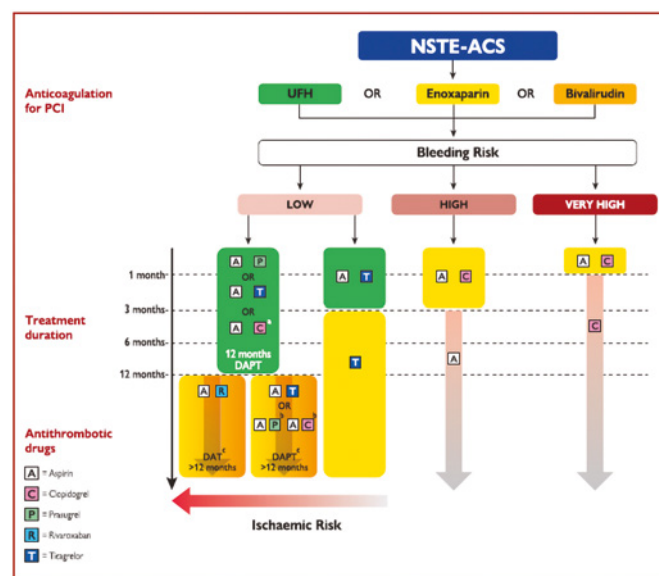 NSTE-ACS
Anticoagulation
for PCI
UFH OR Enoxaparin OR Bivalirudin
Bleeding Risk
LOW HIGH VERY HIGH
A P
OR
A T
OR
A C
12 months
DAPT
A T
A C
A C
1 month
3 months
Treatment
duration
6 months
12 months
T
A
C
A R
DAT c
>12 months
A T
OR
A P A C
DAPT c
>12 months
Antithrombotic
drugs
A = Aspirin
C = Clopidogrel
P = Prasugrel
R = Rivaroxaban
T = Ticagrelor
Ischaemic Risk